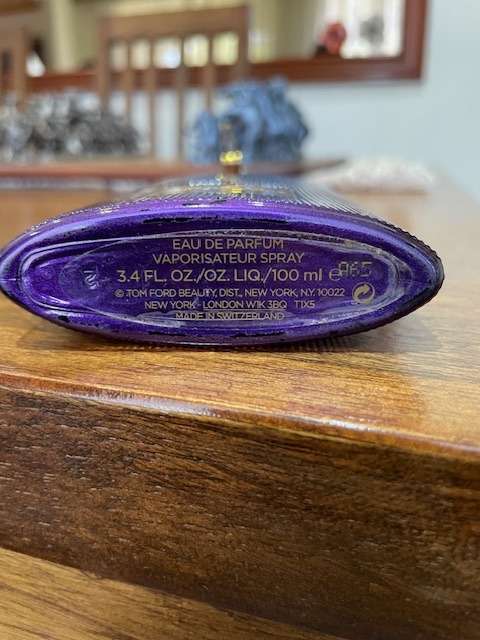 EAU DE PARFUM
VAPORISATEUR SPRAY
3.4 FL. OZ./OZ. LIQ./100 ml e
A65
© TOM FORD BEAUTY, DIST., NEW YORK, N.Y. 10022
NEW YORK - LONDON W1K 3BQ T1X5
MADE IN SWITZERLAND